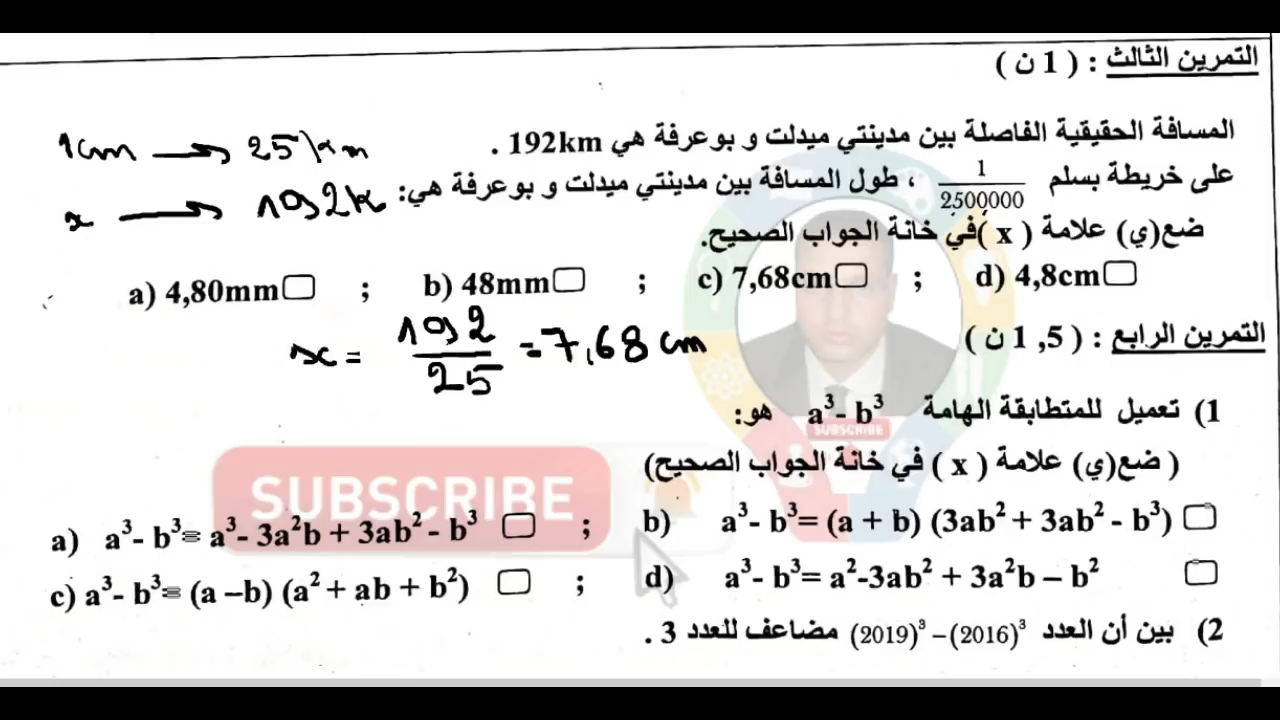 التمرين الثالث : ( 1 ن )
المسافة الحقيقية الفاصلة بين مدينتي ميدلت و بوعرفة هي 192km .
1cm → 25km
على خريطة بسلم 1/2500000 ، طول المسافة بين مدينتي ميدلت و بوعرفة هي:
x → 192k
ضع(ي) علامة ( x )في خانة الجواب الصحيح.
a) 4,80mm ; b) 48mm ; c) 7,68cm ; d) 4,8cm
x = 192/25 = 7,68 cm
التمرين الرابع : ( 1,5 ن )
1) تعميل للمتطابقة الهامة a³- b³ هو:
( ضع(ي) علامة ( x ) في خانة الجواب الصحيح)
SUBSCRIBE
SUBSCRIBE
a) a³- b³= a³- 3a²b + 3ab² - b³ ; b) a³- b³= (a + b) (3ab² + 3ab² - b³)
c) a³- b³= (a –b) (a² + ab + b²) ; d) a³- b³= a²-3ab² + 3a²b – b²
2) بين أن العدد (2019)³ –(2016)³ مضاعف للعدد 3 .